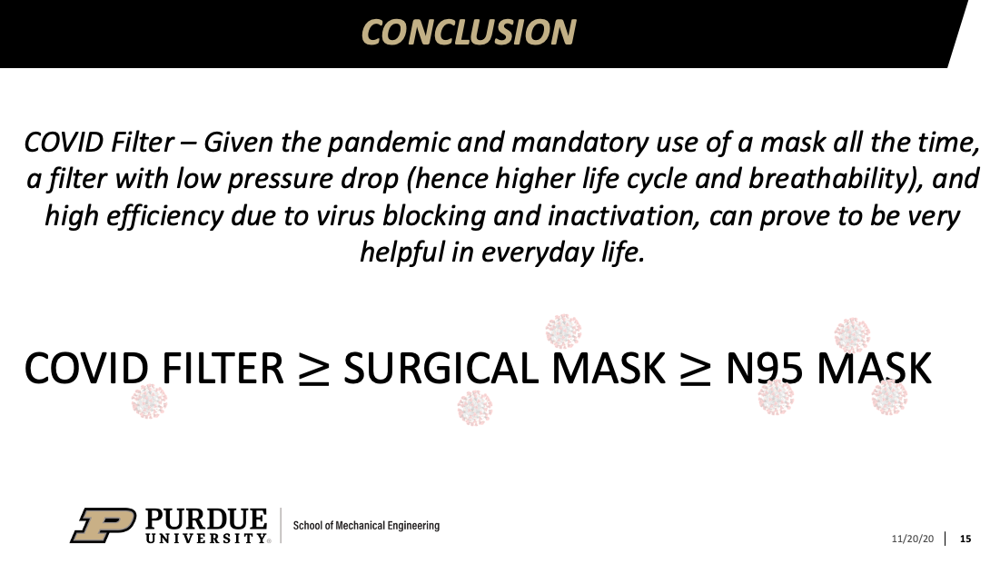 CONCLUSION
COVID Filter – Given the pandemic and mandatory use of a mask all the time,
a filter with low pressure drop (hence higher life cycle and breathability), and
high efficiency due to virus blocking and inactivation, can prove to be very
helpful in everyday life.
COVID FILTER ≥ SURGICAL MASK ≥ N95 MASK
P PURDUE
UNIVERSITY®
School of Mechanical Engineering
11/20/20
15